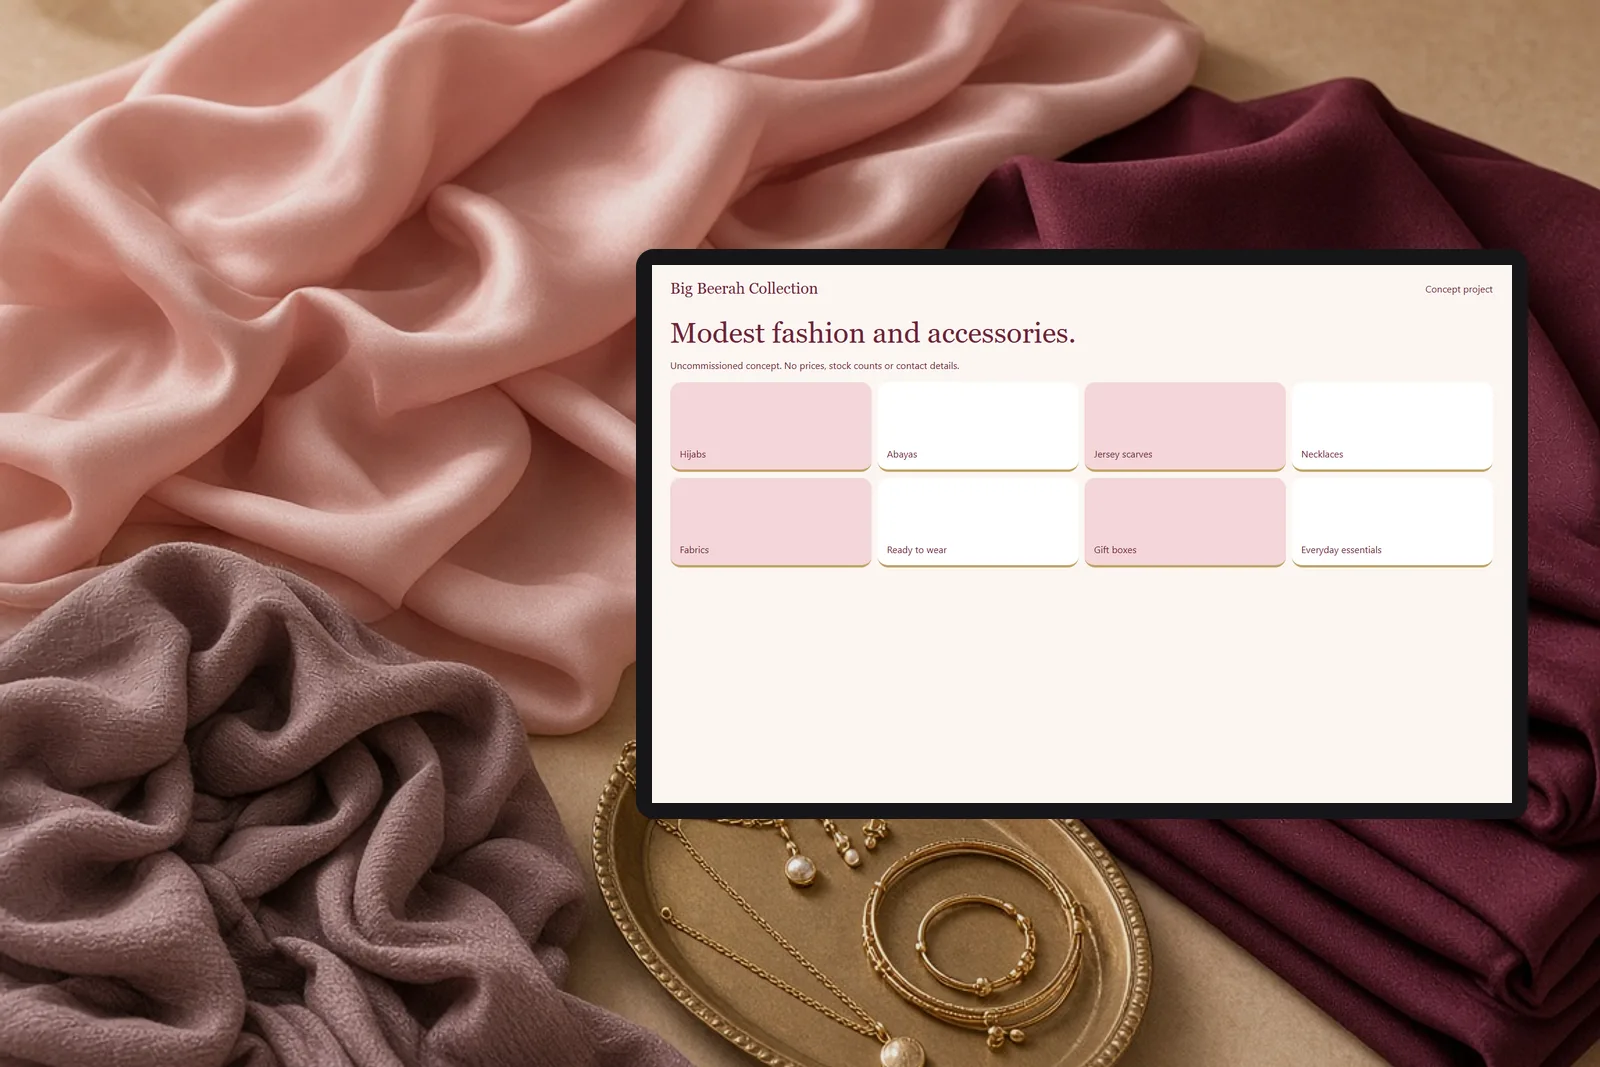 Big Beerah Collection
Concept project
Modest fashion and accessories.
Uncommissioned concept. No prices, stock counts or contact details.
Hijabs
Abayas
Jersey scarves
Necklaces
Fabrics
Ready to wear
Gift boxes
Everyday essentials